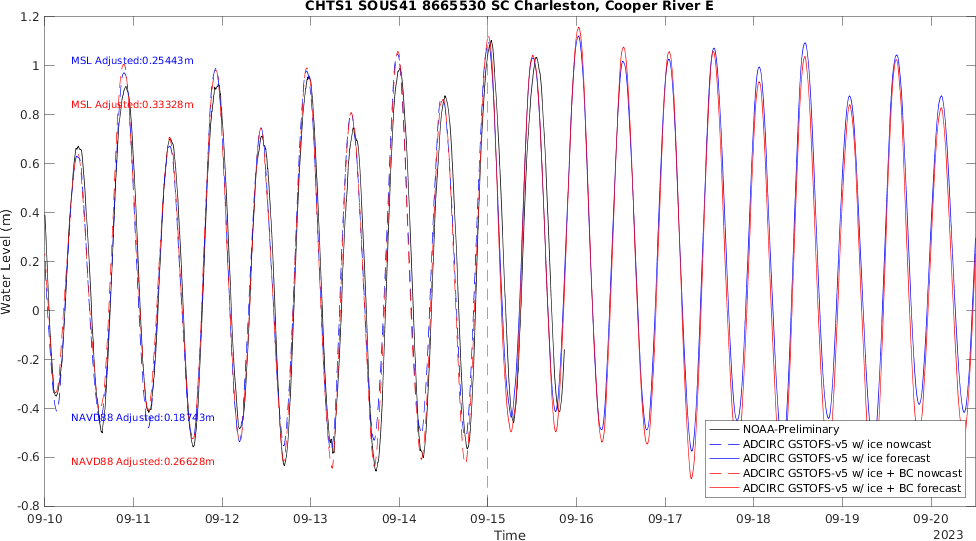 CHTS1 SOUS41 8665530 SC Charleston, Cooper River E
1.2
1
0.8
0.6
0.4
0.2
0
-0.2
-0.4
-0.6
-0.8
Water Level (m)
MSL Adjusted:0.25443m
MSL Adjusted:0.33328m
NAVD88 Adjusted:0.18743m
NAVD88 Adjusted:0.26628m
NOAA-Preliminary
ADCIRC GSTOFS-v5 w/ ice nowcast
ADCIRC GSTOFS-v5 w/ ice forecast
ADCIRC GSTOFS-v5 w/ ice + BC nowcast
ADCIRC GSTOFS-v5 w/ ice + BC forecast
09-10 09-11 09-12 09-13 09-14 09-15 09-16 09-17 09-18 09-19 09-20
Time
2023